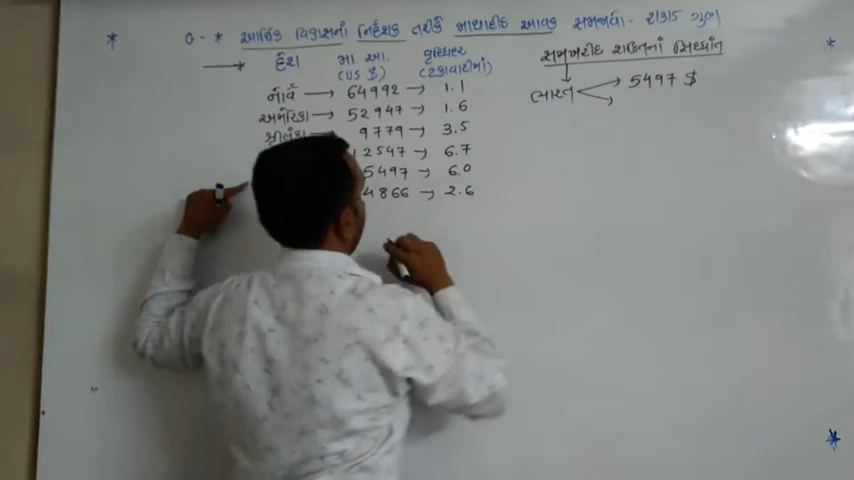 * 0-* આર્થિક વિકાસનાં નિર્દેશક તરીકે માથાદીઠ આવક સમજાવો-
→* દેશ મા. આ. વૃદ્ધિદર
(US $) (ટકાવારીમાં)
નોર્વે → 64992 → 1.1
અમેરિકા → 52947 → 1.6
શ્રીલંકા 9779 → 3.5
12547 → 6.7
5497 → 6.0
4866 → 2.6
સમખરીદ શક્તિનાં સિદ્ધાંત *
ભારત → 5497 $
*